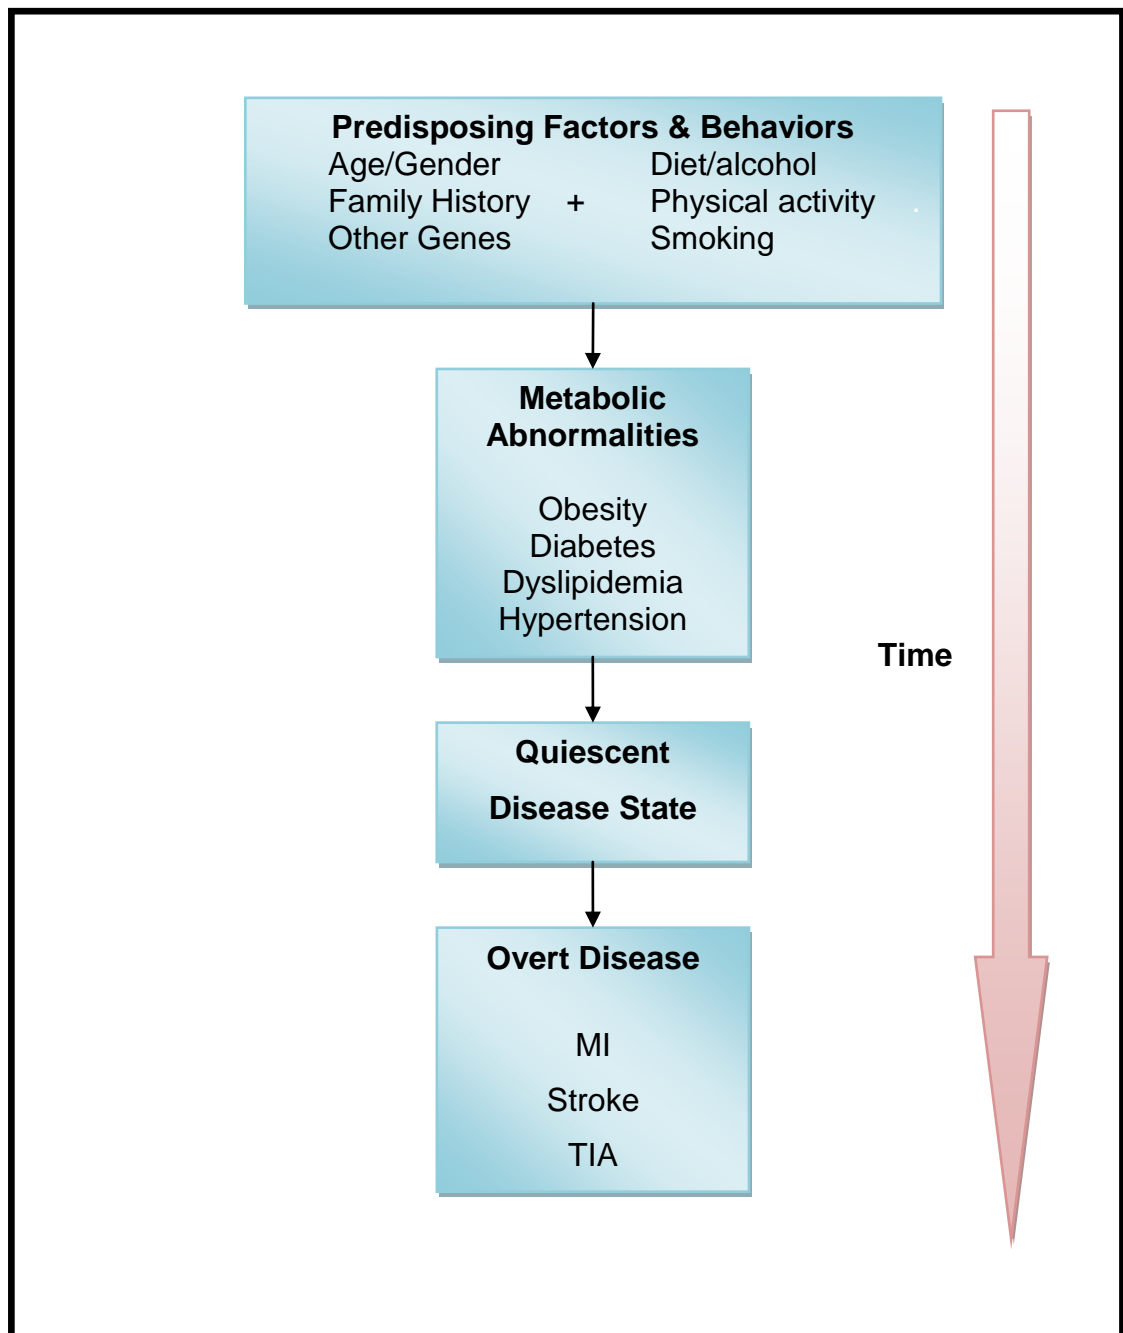 Predisposing Factors & Behaviors
Age/Gender Diet/alcohol
Family History + Physical activity
Other Genes Smoking
Metabolic
Abnormalities
Obesity
Diabetes
Dyslipidemia
Hypertension
Time
Quiescent
Disease State
Overt Disease
MI
Stroke
TIA